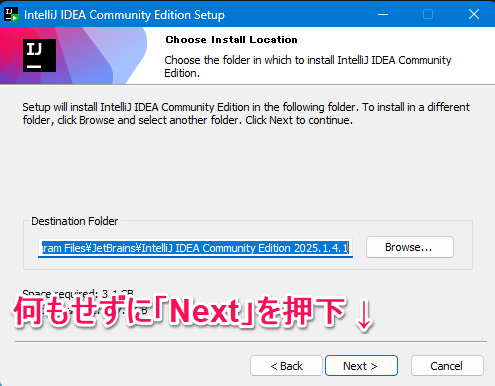 IntelliJ IDEA Community Edition Setup
IJ
Choose Install Location
Choose the folder in which to install IntelliJ IDEA Community
Edition.
Setup will install IntelliJ IDEA Community Edition in the following folder. To install in a different
folder, click Browse and select another folder. Click Next to continue.
Destination Folder
gram Files¥JetBrains¥IntelliJ IDEA Community Edition 2025.1.4.1
Browse...
Space required: 3.1 GB
何もせずに「Next」を押下↓
< Back
Next >
Cancel